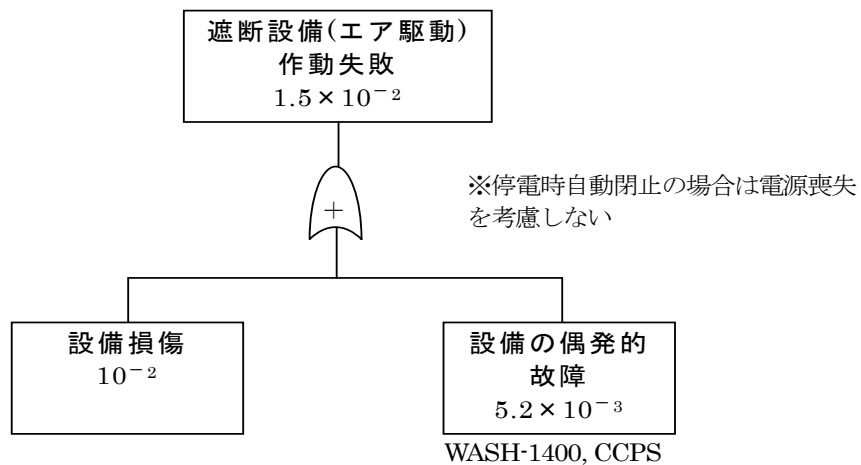 遮断設備(エア駆動)
作動失敗
1.5×10⁻²
※停電時自動閉止の場合は電源喪失
を考慮しない
+
設備損傷
10⁻²
設備の偶発的
故障
5.2×10⁻³
WASH-1400, CCPS